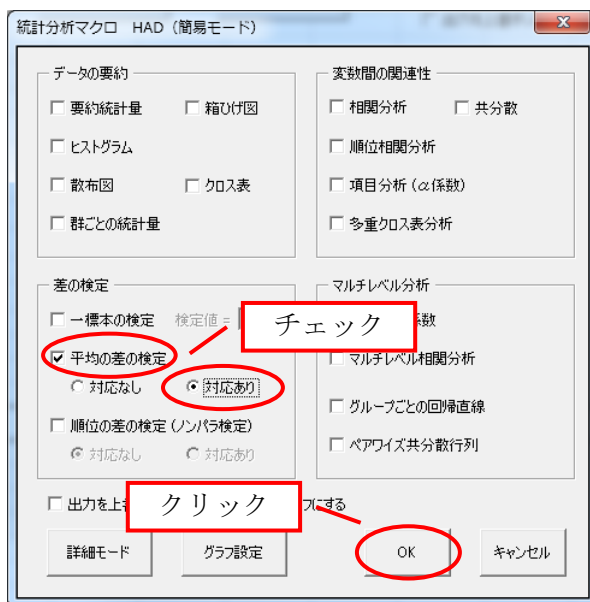 統計分析マクロ HAD（簡易モード）
データの要約
要約統計量 箱ひげ図
ヒストグラム
散布図 クロス表
群ごとの統計量
変数間の関連性
相関分析 共分散
順位相関分析
項目分析（α係数）
多重クロス表分析
差の検定
一標本の検定 検定値 =
チェック
平均の差の検定
対応なし 対応あり
順位の差の検定（ノンパラ検定）
対応なし 対応あり
マルチレベル分析
係数
マルチレベル相関分析
グループごとの回帰直線
ペアワイズ共分散行列
出力を上
クリック
にする
詳細モード グラフ設定 OK キャンセル